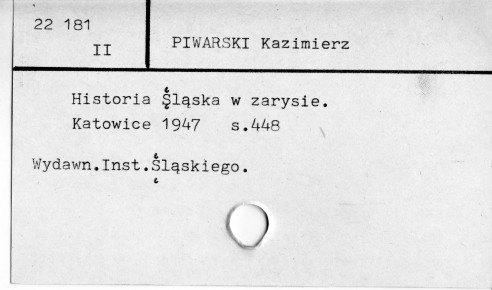 22 181
II
PIWARSKI Kazimierz
Historia Śląska w zarysie.
Katowice 1947 s.448
Wydawn.Inst.Śląskiego.